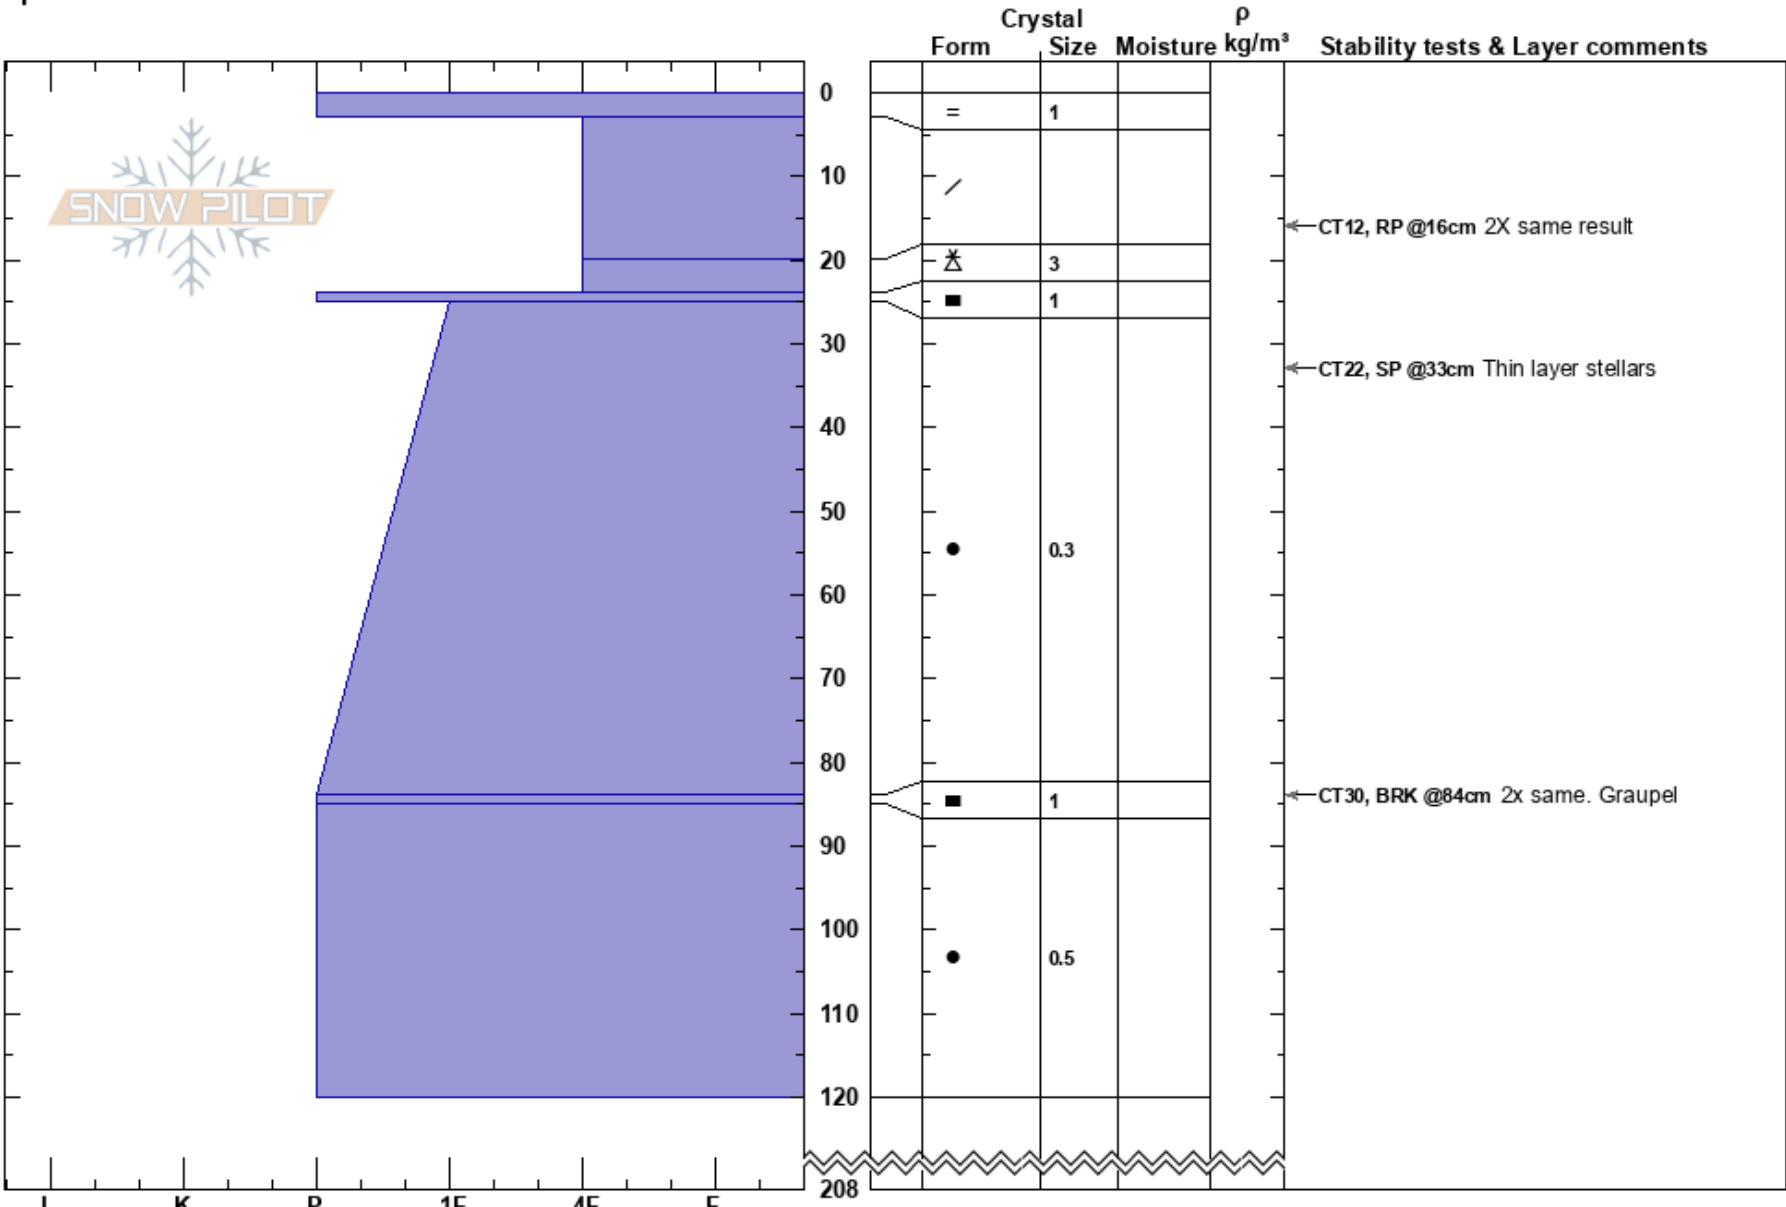 Crystal ρ
Form Size Moisture kg/m³ Stability tests & Layer comments
0
= 1
SNOW PILOT
10
CT12, RP @16cm 2X same result
20
3
1
30
CT22, SP @33cm Thin layer stellars
40
50
0.3
60
70
80
1
CT30, BRK @84cm 2x same. Graupel
90
100
0.5
110
120
208
I K P 1F 4F F